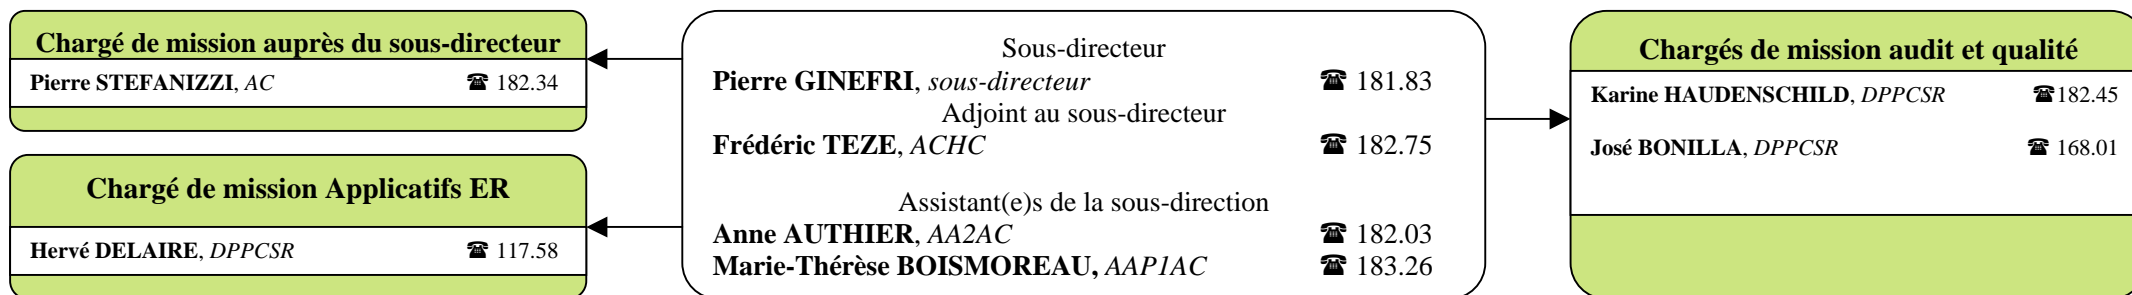 Chargé de mission auprès du sous-directeur
Pierre STEFANIZZI, AC ☎ 182.34
Chargé de mission Applicatifs ER
Hervé DELAIRE, DPPCSR ☎ 117.58
Sous-directeur
Pierre GINEFRI, sous-directeur ☎ 181.83
Adjoint au sous-directeur
Frédéric TEZE, ACHC ☎ 182.75
Assistant(e)s de la sous-direction
Anne AUTHIER, AA2AC ☎ 182.03
Marie-Thérèse BOISMOREAU, AAP1AC ☎ 183.26
Chargés de mission audit et qualité
Karine HAUDENSCHILD, DPPCSR ☎182.45
José BONILLA, DPPCSR ☎ 168.01